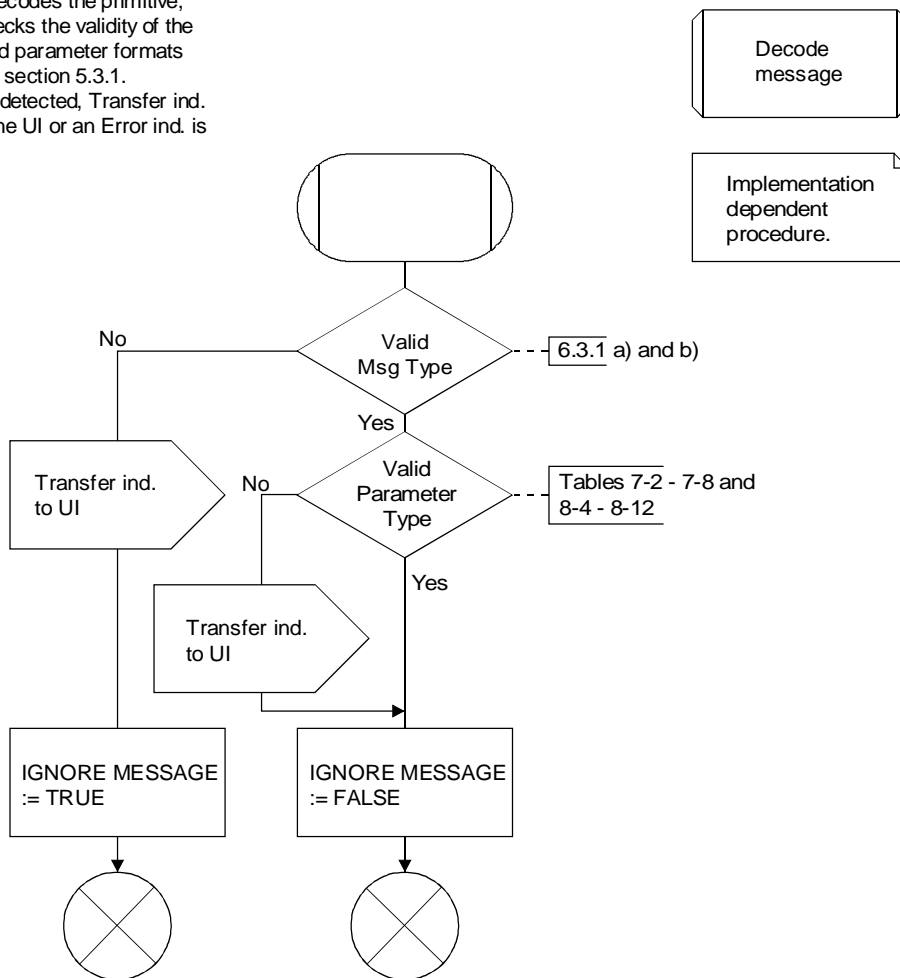 ecodes the primitive,
ecks the validity of the
d parameter formats
section 5.3.1.
detected, Transfer ind.
ne UI or an Error ind. is
Decode
message
Implementation
dependent
procedure.
No
Valid
Msg Type
6.3.1 a) and b)
Yes
Transfer ind.
to UI
No
Valid
Parameter
Type
Tables 7-2 - 7-8 and
8-4 - 8-12
Yes
Transfer ind.
to UI
IGNORE MESSAGE
:= TRUE
IGNORE MESSAGE
:= FALSE